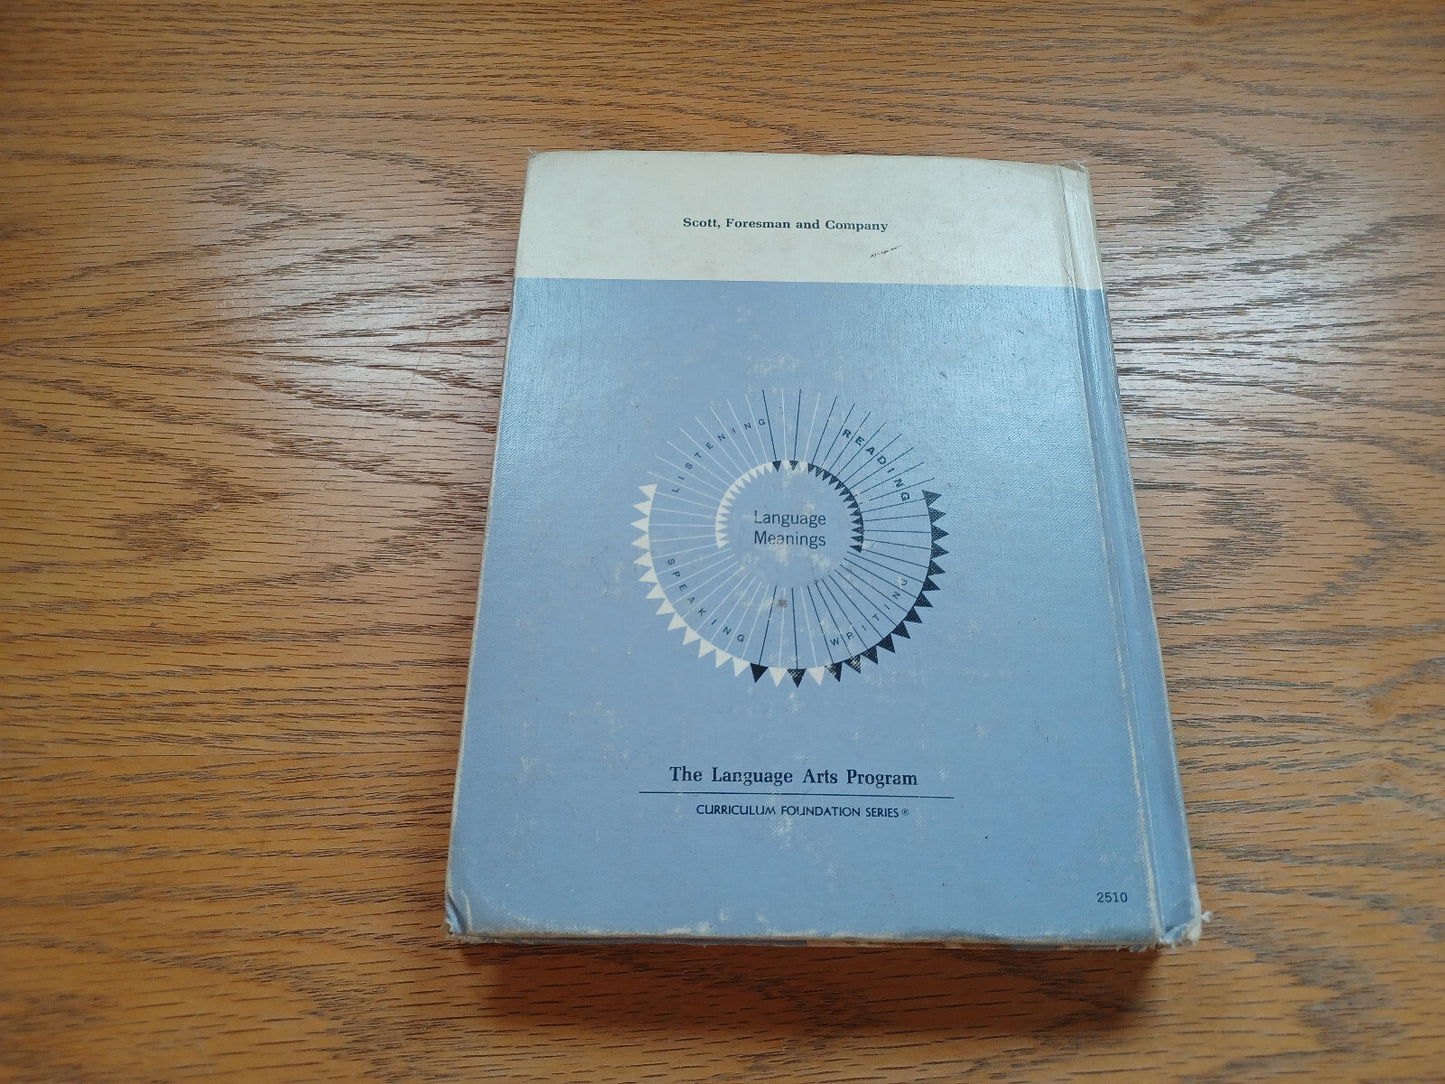 Scott, Foresman and Company
LISTENING
READING
Language
Meanings
SPEAKING
WRITING
The Language Arts Program
CURRICULUM FOUNDATION SERIES ®
2510